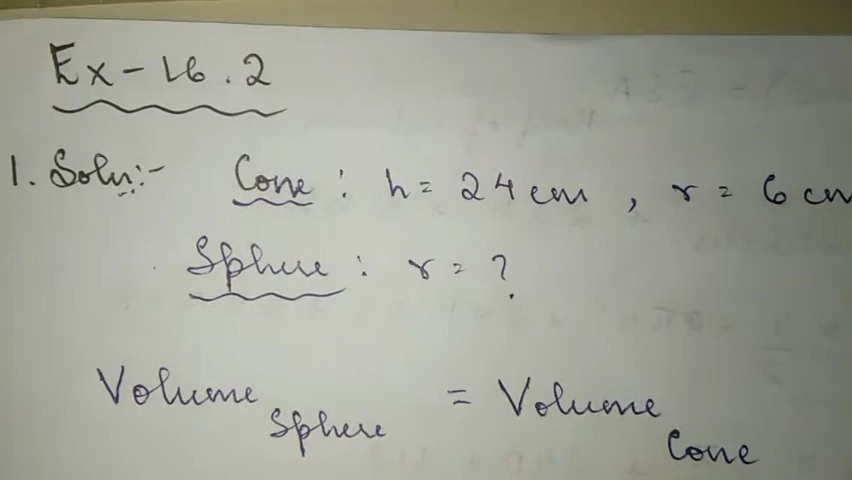 Ex-16.2
1. Soln:- Cone : h = 24 cm , r = 6 cm
Sphere : r = ?
Volume sphere = Volume cone